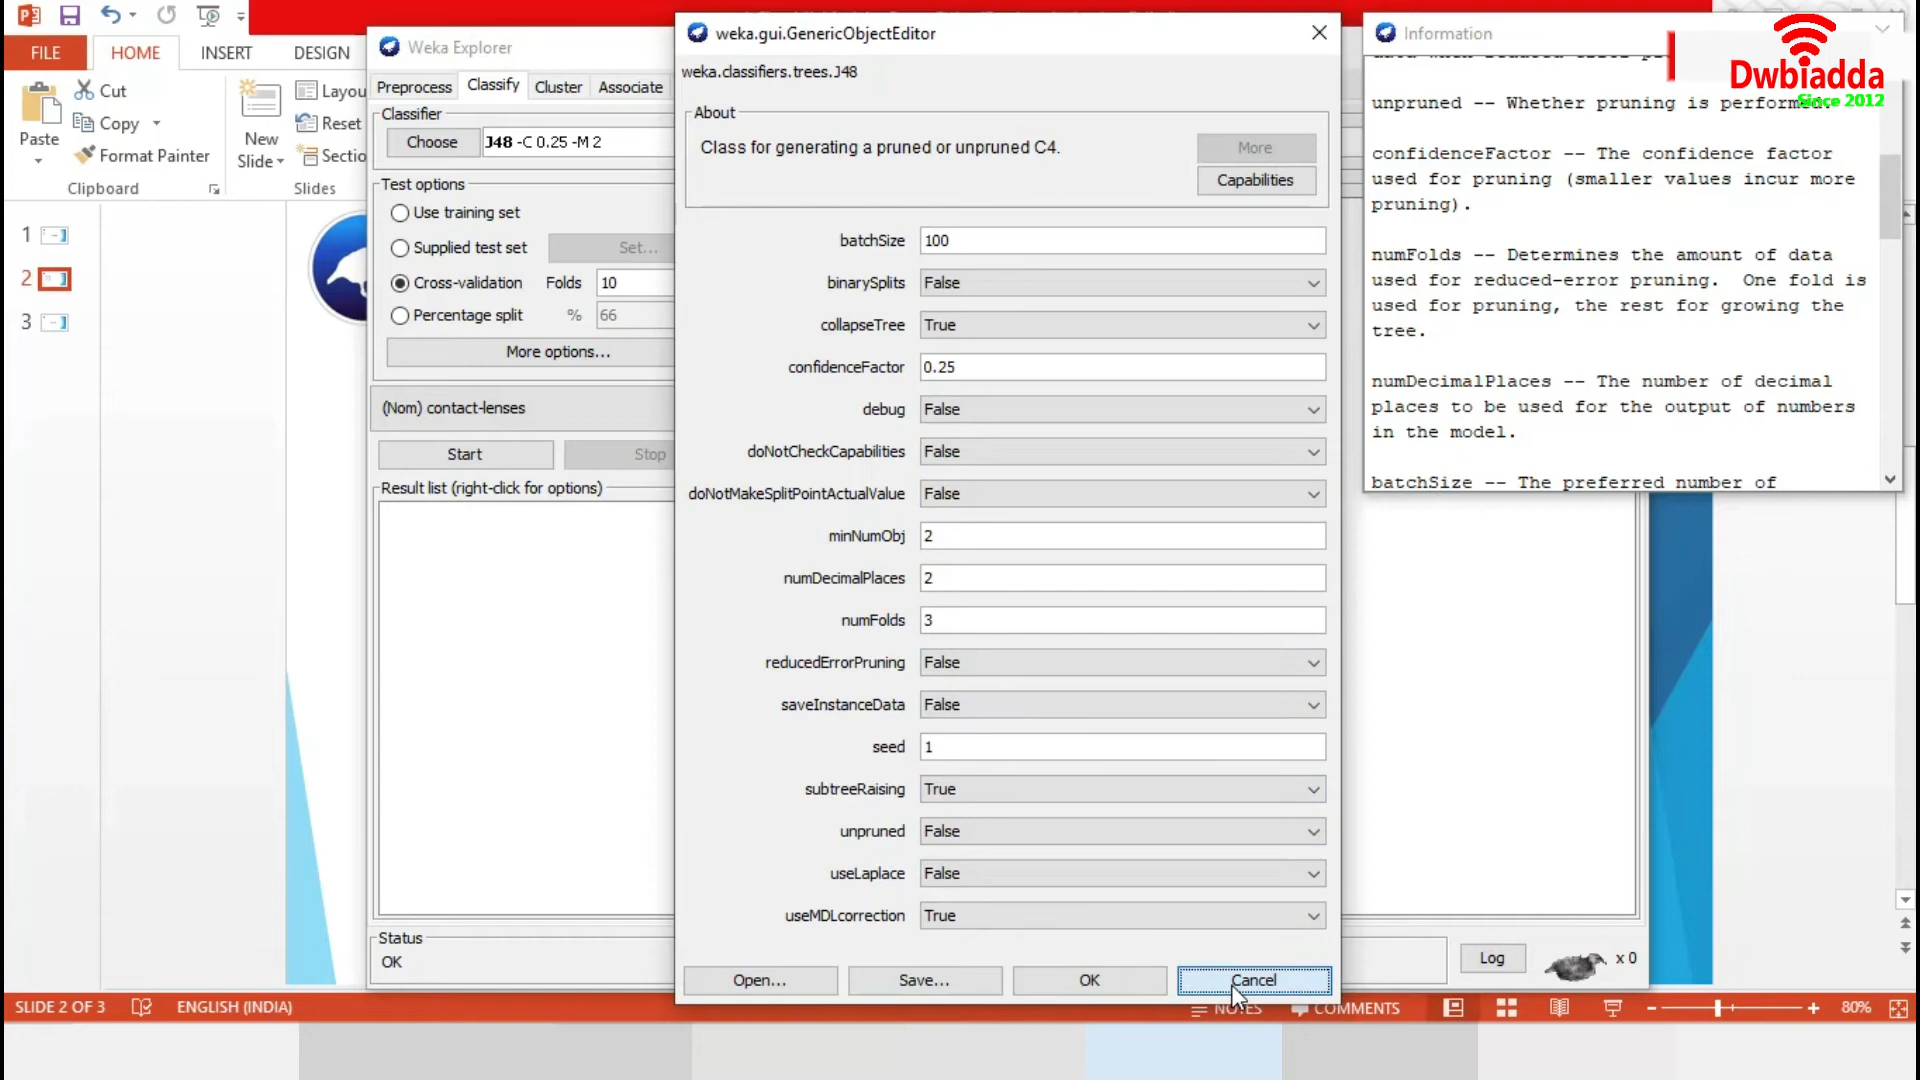 FILE
HOME
INSERT
DESIGN
Paste
Cut
Copy
Format Painter
Clipboard
New
Slide
Layou
Reset
Sectio
Slides
1
2
3
Weka Explorer
Preprocess
Classify
Cluster
Associate
Classifier
Choose
J48 -C 0.25 -M 2
Test options
Use training set
Supplied test set
Set...
Cross-validation Folds 10
Percentage split % 66
More options...
(Nom) contact-lenses
Start
Stop
Result list (right-click for options)
Status
OK
weka.gui.GenericObjectEditor
weka.classifiers.trees.J48
About
Class for generating a pruned or unpruned C4.
More
Capabilities
batchSize 100
binarySplits False
collapseTree True
confidenceFactor 0.25
debug False
doNotCheckCapabilities False
doNotMakeSplitPointActualValue False
minNumObj 2
numDecimalPlaces 2
numFolds 3
reducedErrorPruning False
saveInstanceData False
seed 1
subtreeRaising True
unpruned False
useLaplace False
useMDLcorrection True
Open...
Save...
OK
Cancel
Information
Dwbiadda
Since 2012
unpruned -- Whether pruning is performed.
confidenceFactor -- The confidence factor
used for pruning (smaller values incur more
pruning).
numFolds -- Determines the amount of data
used for reduced-error pruning. One fold is
used for pruning, the rest for growing the
tree.
numDecimalPlaces -- The number of decimal
places to be used for the output of numbers
in the model.
batchSize -- The preferred number of
Log
x 0
SLIDE 2 OF 3
ENGLISH (INDIA)
NOTES
COMMENTS
80%